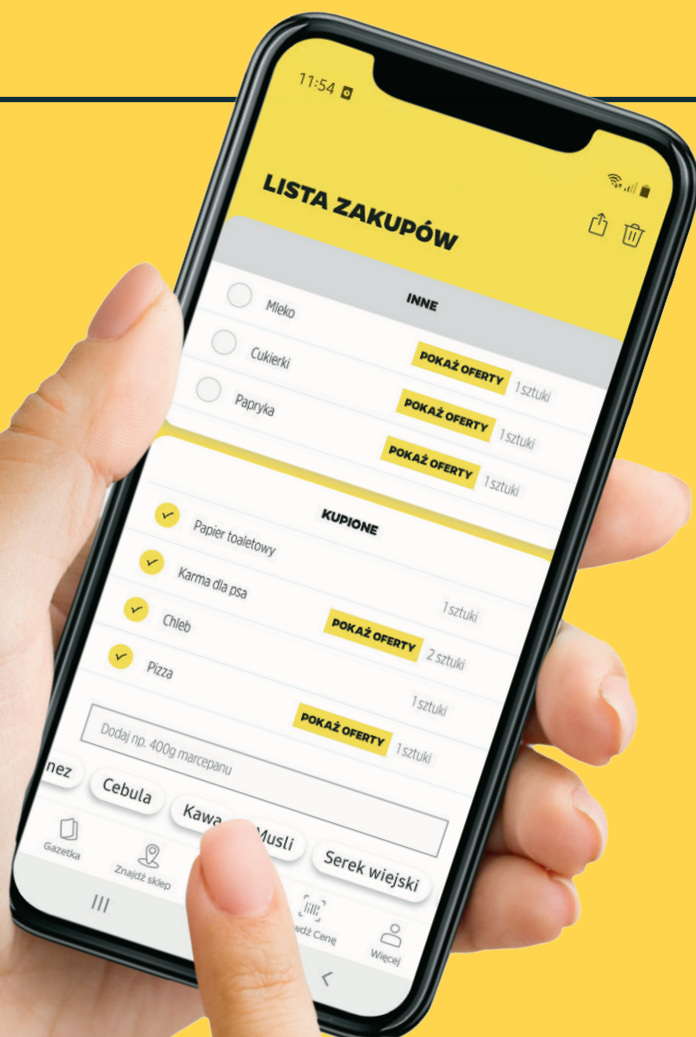 11:54
LISTA ZAKUPÓW
INNE
Mleko POKAŻ OFERTY 1 sztuki
Cukierki POKAŻ OFERTY 1 sztuki
Papryka POKAŻ OFERTY 1 sztuki
KUPIONE
Papier toaletowy 1 sztuki
Karma dla psa POKAŻ OFERTY 2 sztuki
Chleb 1 sztuki
Pizza POKAŻ OFERTY 1 sztuki
Dodaj np. 400g marcepanu
nez Cebula Kawa Musli Serek wiejski
Gazetka Znajdź sklep wdź Cenę Więcej